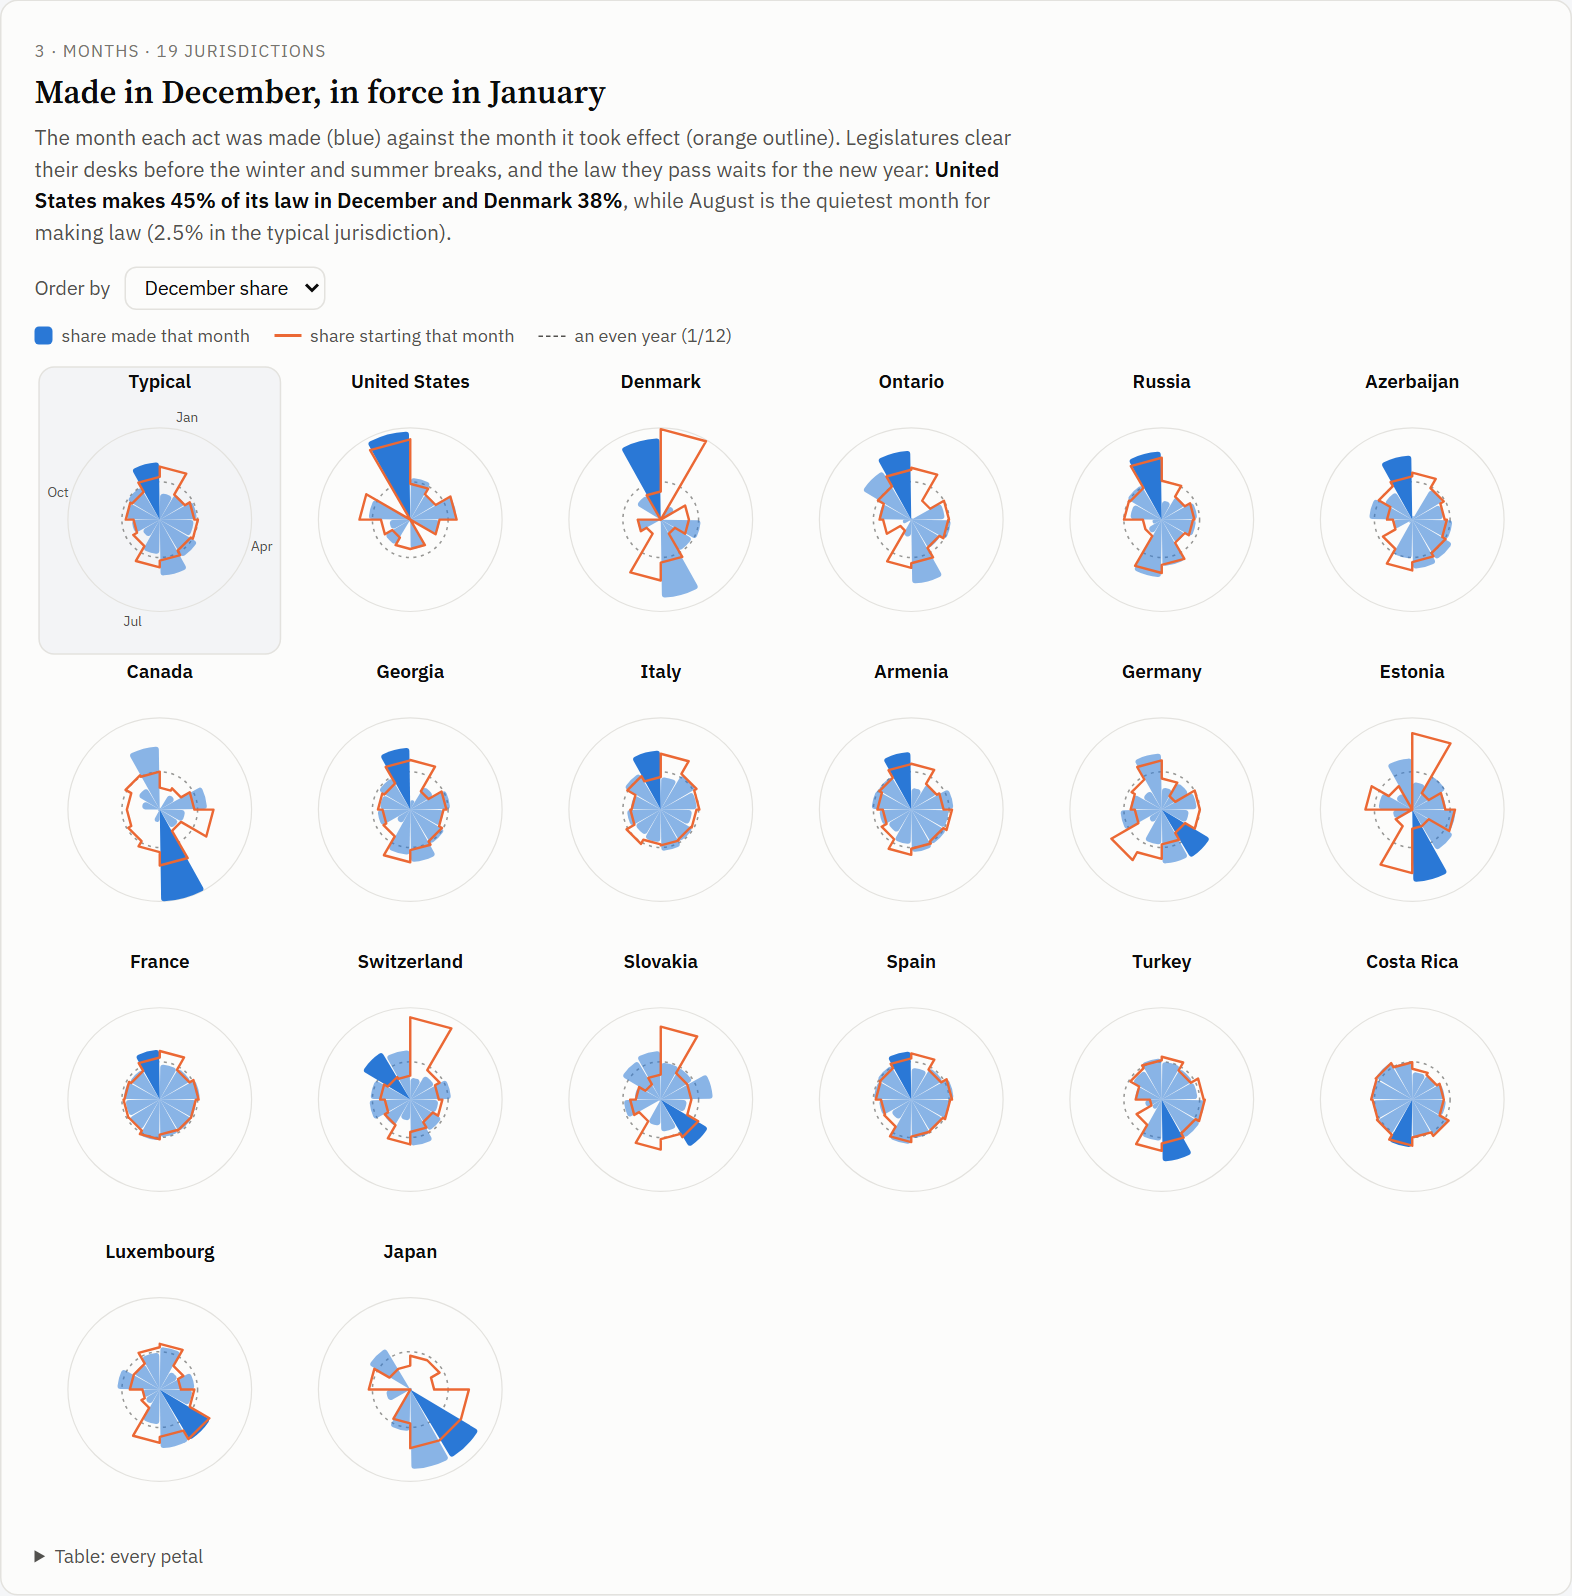 3 · MONTHS · 19 JURISDICTIONS
Made in December, in force in January
The month each act was made (blue) against the month it took effect (orange outline). Legislatures clear
their desks before the winter and summer breaks, and the law they pass waits for the new year: United
States makes 45% of its law in December and Denmark 38%, while August is the quietest month for
making law (2.5% in the typical jurisdiction).
Order by December share
share made that month share starting that month an even year (1/12)
Typical United States Denmark Ontario Russia Azerbaijan
Jan
Oct
Apr
Jul
Canada Georgia Italy Armenia Germany Estonia
France Switzerland Slovakia Spain Turkey Costa Rica
Luxembourg Japan
Table: every petal